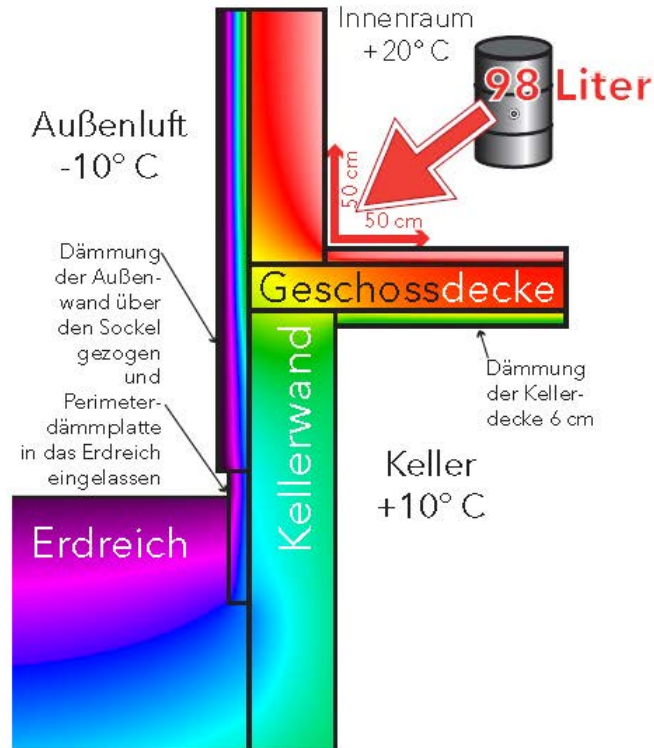 Innenraum
+20° C
98 Liter
Außenluft
-10° C
50 cm
50 cm
Dämmung
der Außen-
wand über
den Sockel
gezogen
und
Perimeter-
dämmplatte
in das Erdreich
eingelassen
Geschossdecke
Kellerwand
Dämmung
der Keller-
decke 6 cm
Keller
+10° C
Erdreich